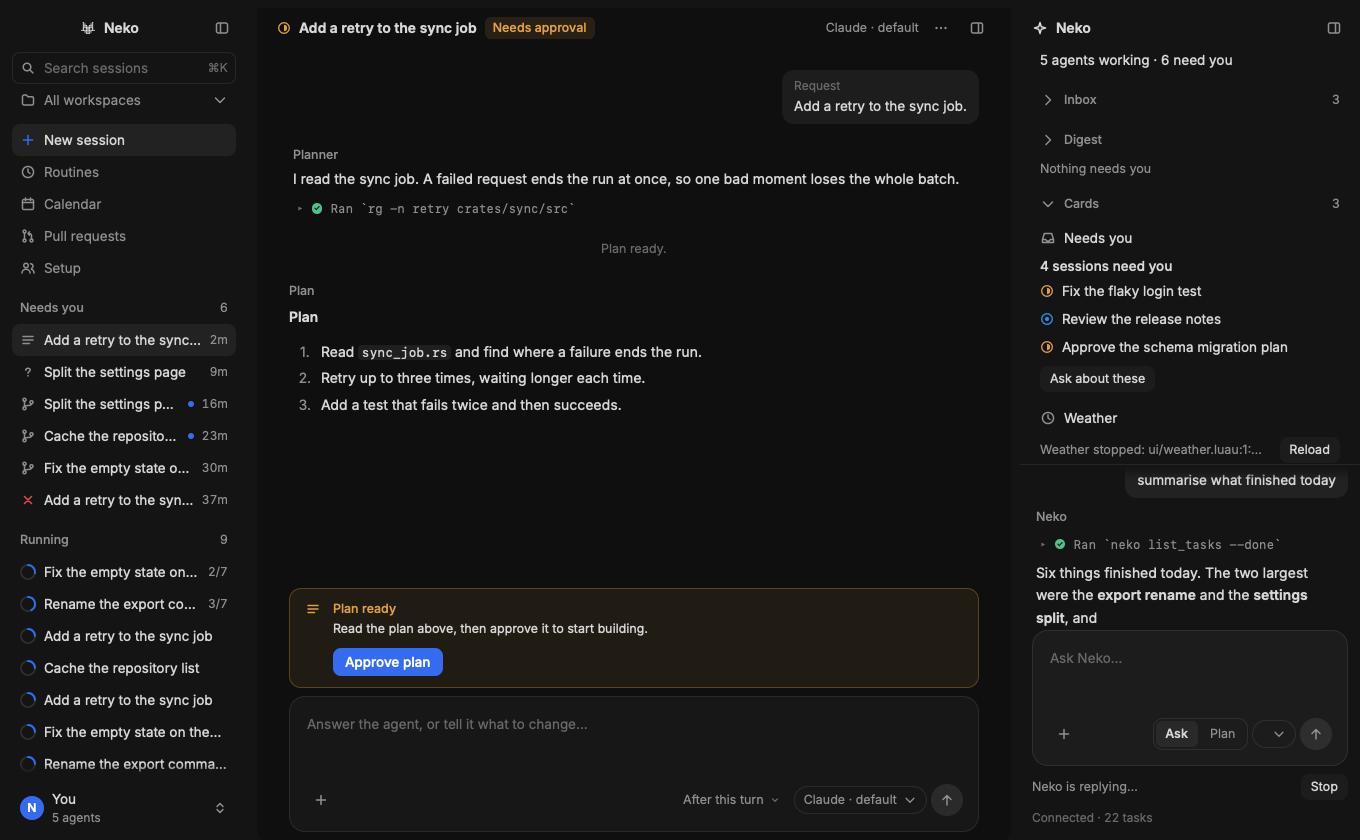 Neko
Search sessions ⌘K
All workspaces
New session
Routines
Calendar
Pull requests
Setup
Needs you 6
Add a retry to the sync... 2m
? Split the settings page 9m
Split the settings p... 16m
Cache the reposito... 23m
Fix the empty state o... 30m
Add a retry to the syn... 37m
Running 9
Fix the empty state on... 2/7
Rename the export co... 3/7
Add a retry to the sync job
Cache the repository list
Add a retry to the sync job
Fix the empty state on the...
Rename the export comma...
N
You
5 agents
Add a retry to the sync job Needs approval Claude · default
Request
Add a retry to the sync job.
Planner
I read the sync job. A failed request ends the run at once, so one bad moment loses the whole batch.
Ran `rg -n retry crates/sync/src`
Plan ready.
Plan
Plan
1. Read sync_job.rs and find where a failure ends the run.
2. Retry up to three times, waiting longer each time.
3. Add a test that fails twice and then succeeds.
Plan ready
Read the plan above, then approve it to start building.
Approve plan
Answer the agent, or tell it what to change...
After this turn Claude · default
Neko
5 agents working · 6 need you
Inbox 3
Digest
Nothing needs you
Cards 3
Needs you
4 sessions need you
Fix the flaky login test
Review the release notes
Approve the schema migration plan
Ask about these
Weather
Weather stopped: ui/weather.luau:1:... Reload
summarise what finished today
Neko
Ran `neko list_tasks --done`
Six things finished today. The two largest
were the export rename and the settings
split, and
Ask Neko...
Ask Plan
Neko is replying... Stop
Connected · 22 tasks